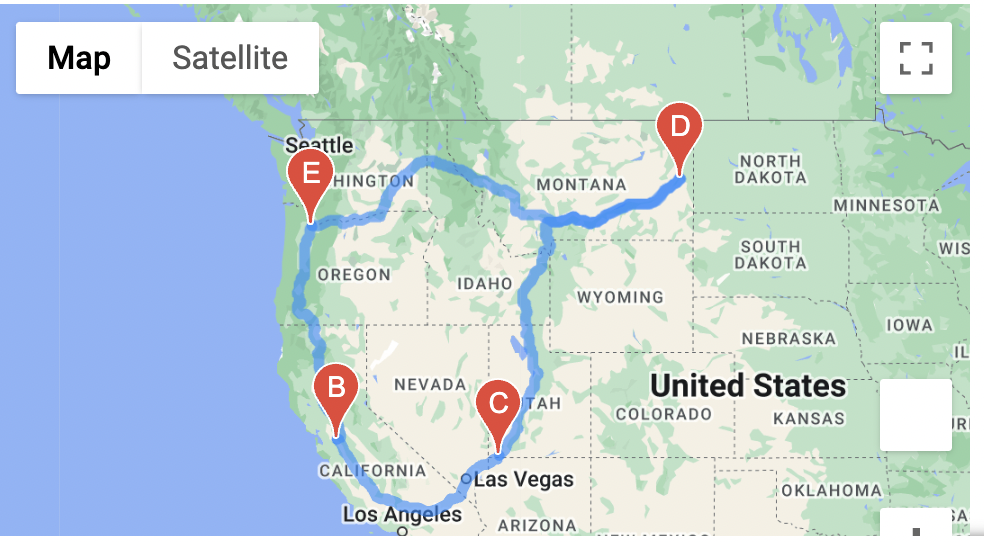 Map
Satellite
Seattle
D
E
HINGTON
MONTANA
NORTH
DAKOTA
MINNESOTA
OREGON
IDAHO
SOUTH
DAKOTA
WIS
WYOMING
IOWA
NEBRASKA
IL
B
C
NEVADA
TAH
United States
COLORADO
KANSAS
CALIFORNIA
Las Vegas
OKLAHOMA
Los Angeles
ARIZONA